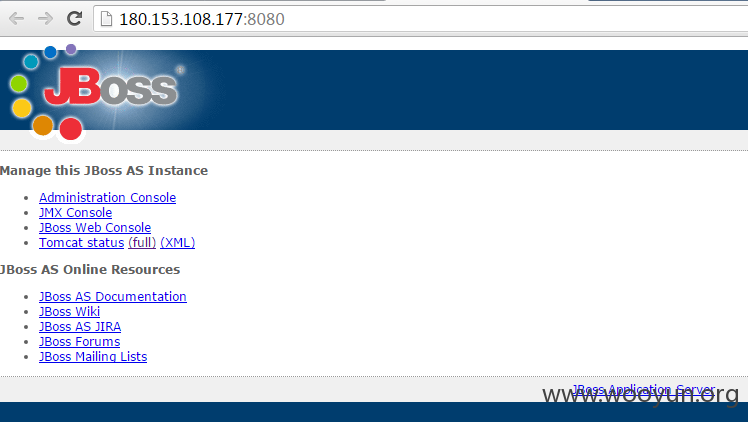 180.153.108.177:8080
JBoss
Manage this JBoss AS Instance
Administration Console
JMX Console
JBoss Web Console
Tomcat status (full) (XML)
JBoss AS Online Resources
JBoss AS Documentation
JBoss Wiki
JBoss AS JIRA
JBoss Forums
JBoss Mailing Lists
JBoss Application Server
www.wooyun.org